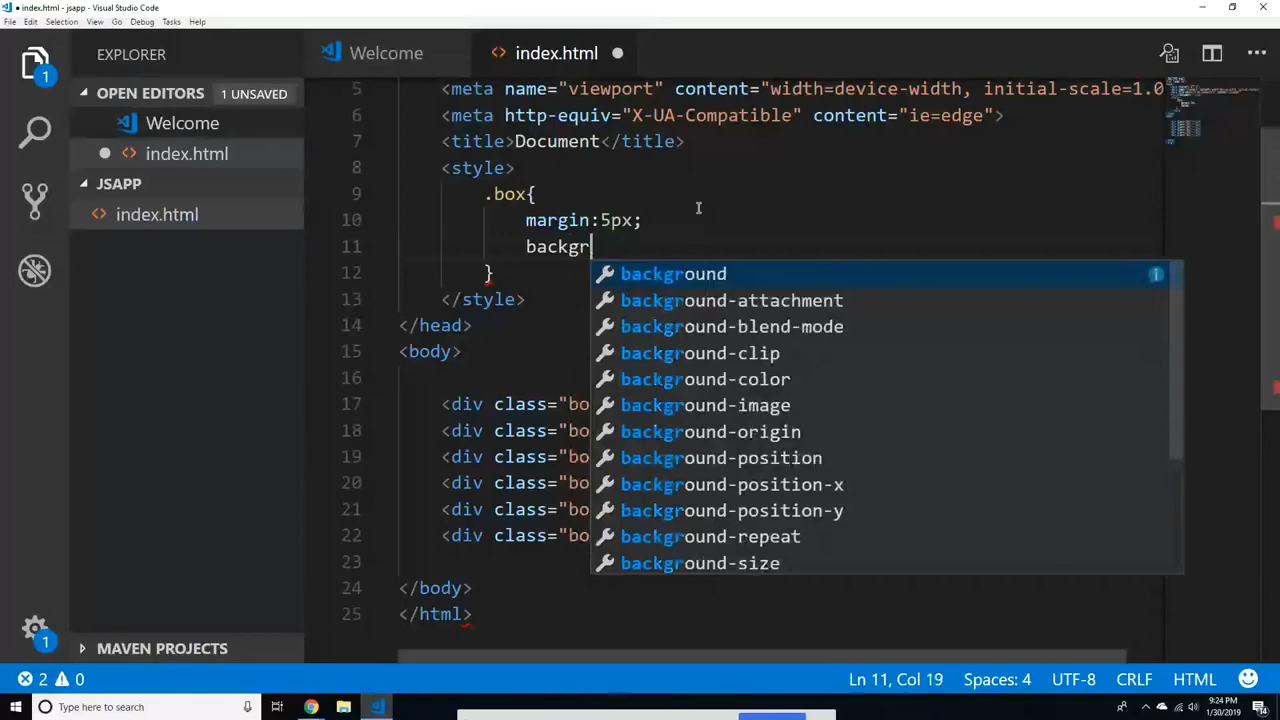 index.html - jsapp - Visual Studio Code
File Edit Selection View Go Debug Tasks Help
EXPLORER
Welcome
index.html
OPEN EDITORS 1 UNSAVED
Welcome
index.html
JSAPP
index.html
5 <meta name="viewport" content="width=device-width, initial-scale=1.0
6 <meta http-equiv="X-UA-Compatible" content="ie=edge">
7 <title>Document</title>
8 <style>
9 .box{
10 margin:5px;
11 backgr
12 }
13 </style>
14 </head>
15 <body>
16
17 <div class="bo
18 <div class="bo
19 <div class="bo
20 <div class="bo
21 <div class="bo
22 <div class="bo
23
24 </body>
25 </html>
background
background-attachment
background-blend-mode
background-clip
background-color
background-image
background-origin
background-position
background-position-x
background-position-y
background-repeat
background-size
1
1
MAVEN PROJECTS
2 0 Ln 11, Col 19 Spaces: 4 UTF-8 CRLF HTML
Type here to search
9:24 PM
1/30/2019
14